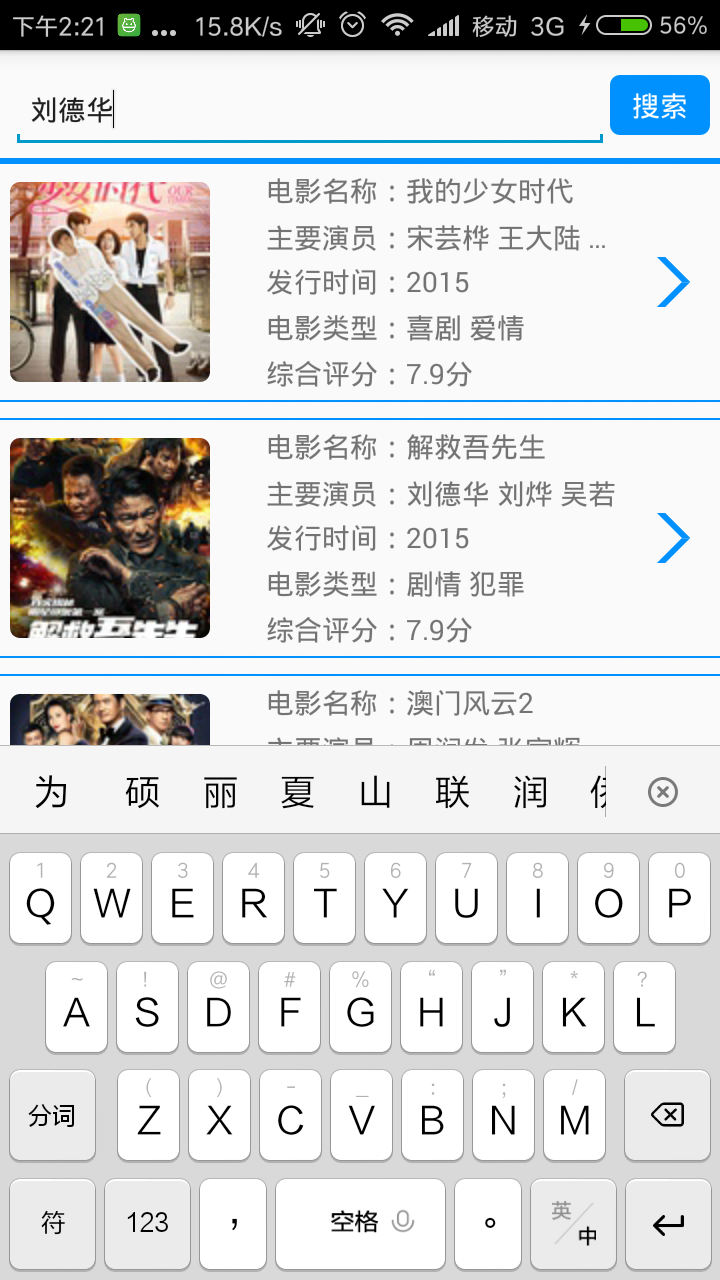 下午2:21 ... 15.8K/s 移动 3G 56%
刘德华 搜索
少女时代
OUR TIMES
电影名称：我的少女时代
主要演员：宋芸桦 王大陆 ...
发行时间：2015
电影类型：喜剧 爱情
综合评分：7.9分
解救吾先生
电影名称：解救吾先生
主要演员：刘德华 刘烨 吴若
发行时间：2015
电影类型：剧情 犯罪
综合评分：7.9分
电影名称：澳门风云2
主要演员：周润发 张家辉
为 硕 丽 夏 山 联 润
1 2 3 4 5 6 7 8 9 0
Q W E R T Y U I O P
~ ! @ # % “ ” * ?
A S D F G H J K L
( ) - _ : ; /
分词 Z X C V B N M
符 123 ， 空格 。 英/中